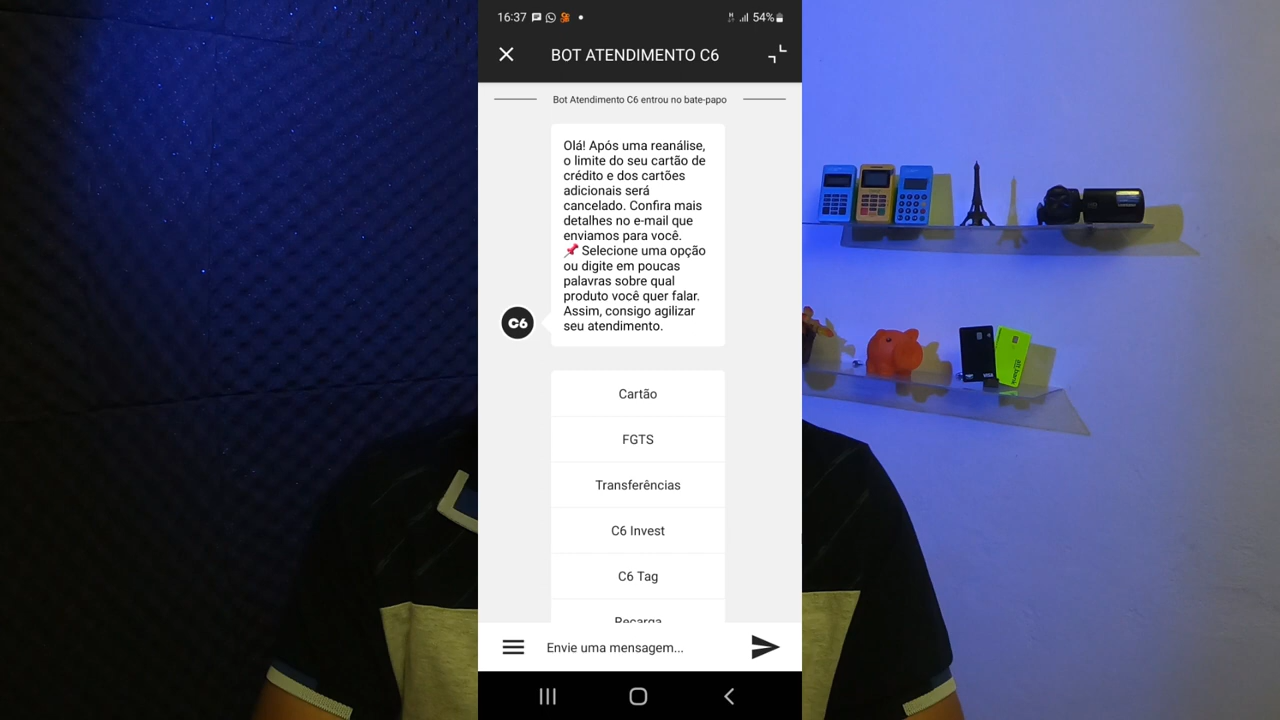 16:37
54%
BOT ATENDIMENTO C6
Bot Atendimento C6 entrou no bate-papo
Olá! Após uma reanálise,
o limite do seu cartão de
crédito e dos cartões
adicionais será
cancelado. Confira mais
detalhes no e-mail que
enviamos para você.
📌 Selecione uma opção
ou digite em poucas
palavras sobre qual
produto você quer falar.
Assim, consigo agilizar
seu atendimento.
C6
Cartão
FGTS
Transferências
C6 Invest
C6 Tag
Recarga
Envie uma mensagem...
VISA